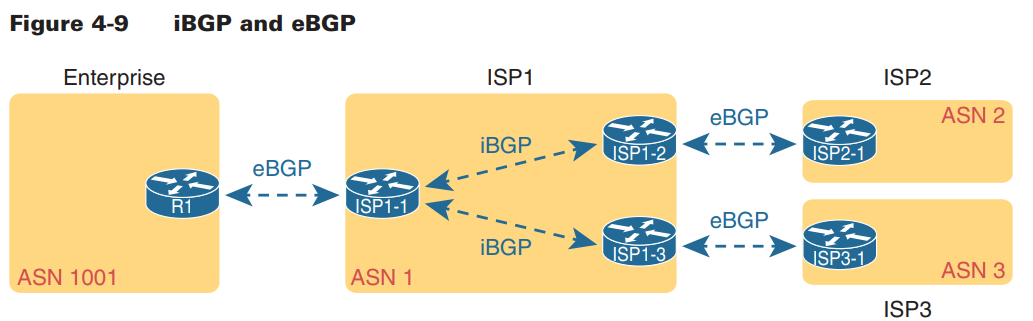 Figure 4-9 iBGP and eBGP
Enterprise
ISP1
ISP2
ASN 2
eBGP
iBGP
ISP1-2
ISP2-1
eBGP
R1
ISP1-1
eBGP
iBGP
ISP1-3
ISP3-1
ASN 1001
ASN 1
ASN 3
ISP3